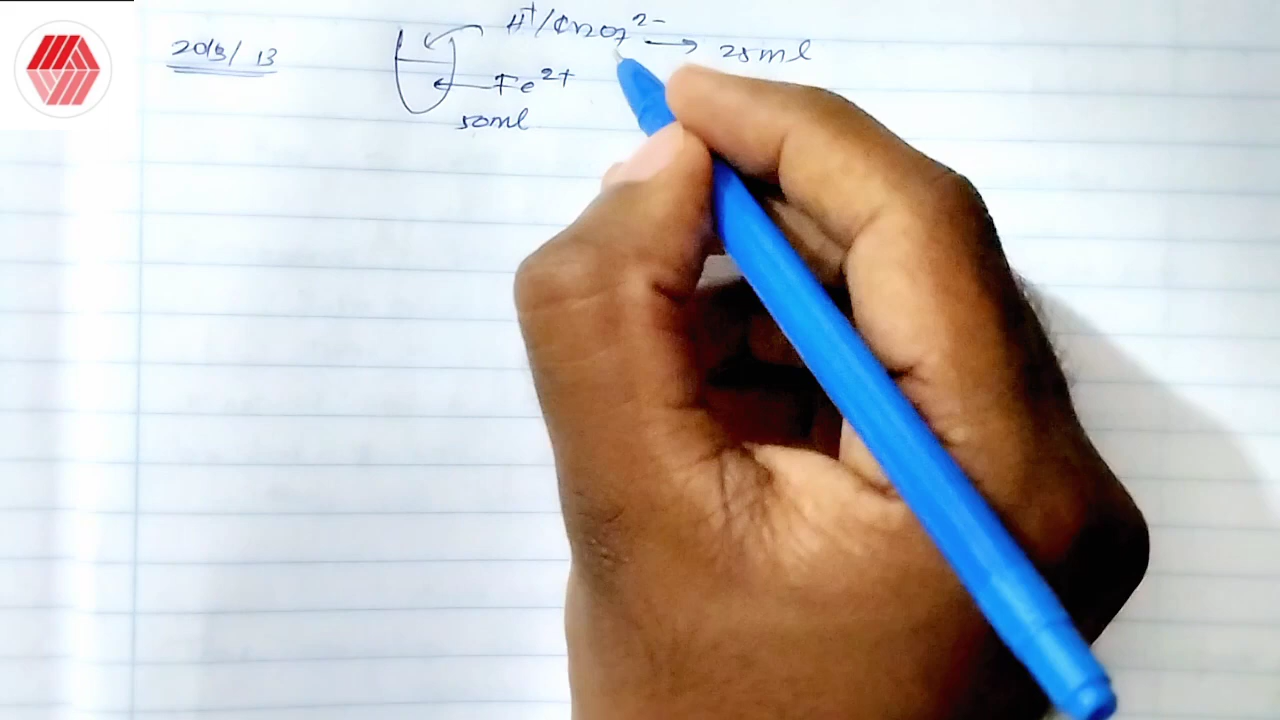 2013/ 13
H⁺/Cr2O7²⁻ → 25ml
Fe²⁺
50ml